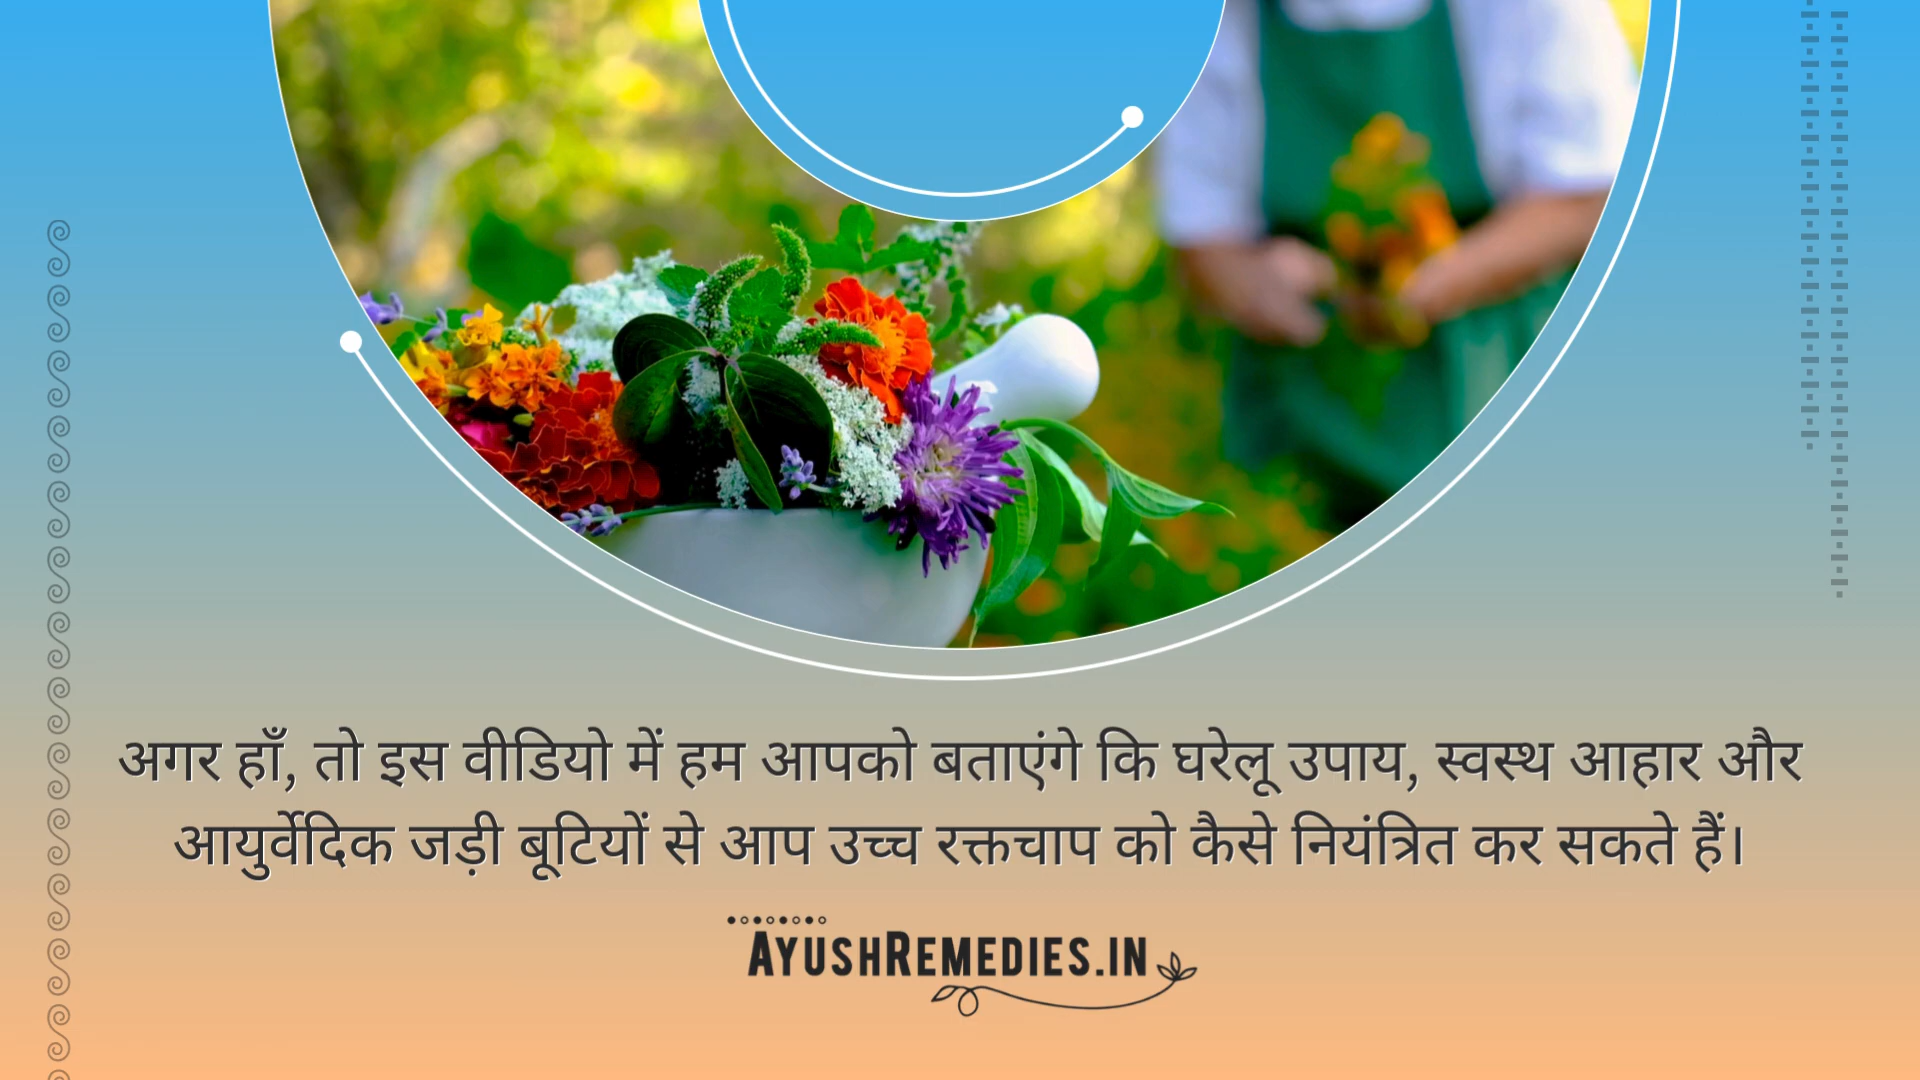 अगर हाँ, तो इस वीडियो में हम आपको बताएंगे कि घरेलू उपाय, स्वस्थ आहार और
आयुर्वेदिक जड़ी बूटियों से आप उच्च रक्तचाप को कैसे नियंत्रित कर सकते हैं।
AYUSHREMEDIES.IN